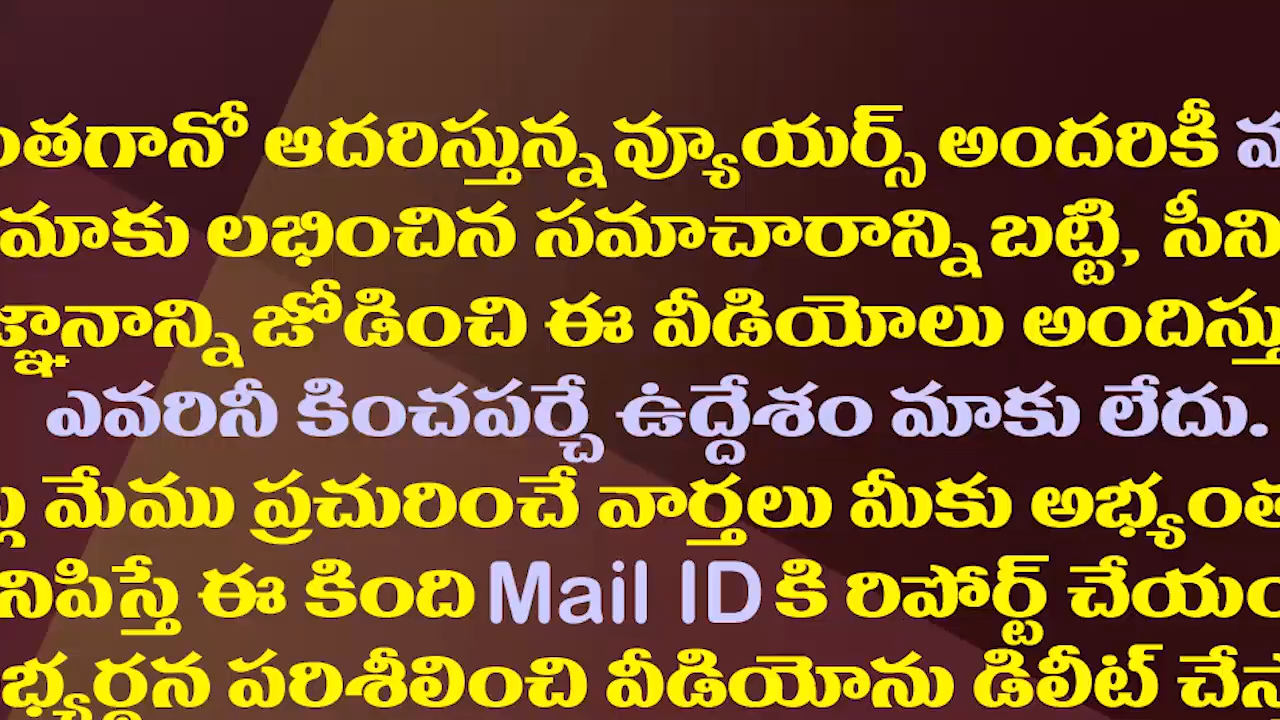 ంతగానో ఆదరిస్తున్న వ్యూయర్స్ అందరికీ
మాకు లభించిన సమాచారాన్ని బట్టి, సీని
జ్ఞానాన్ని జోడించి ఈ వీడియోలు అందిస్తు
ఎవరినీ కించపర్చే ఉద్దేశం మాకు లేదు.
మేము ప్రచురించే వార్తలు మీకు అభ్యంత
నిపిస్తే ఈ కింది Mail ID కి రిపోర్ట్ చేయం
భ్యర్థన పరిశీలించి వీడియోను డిలీట్ చేస